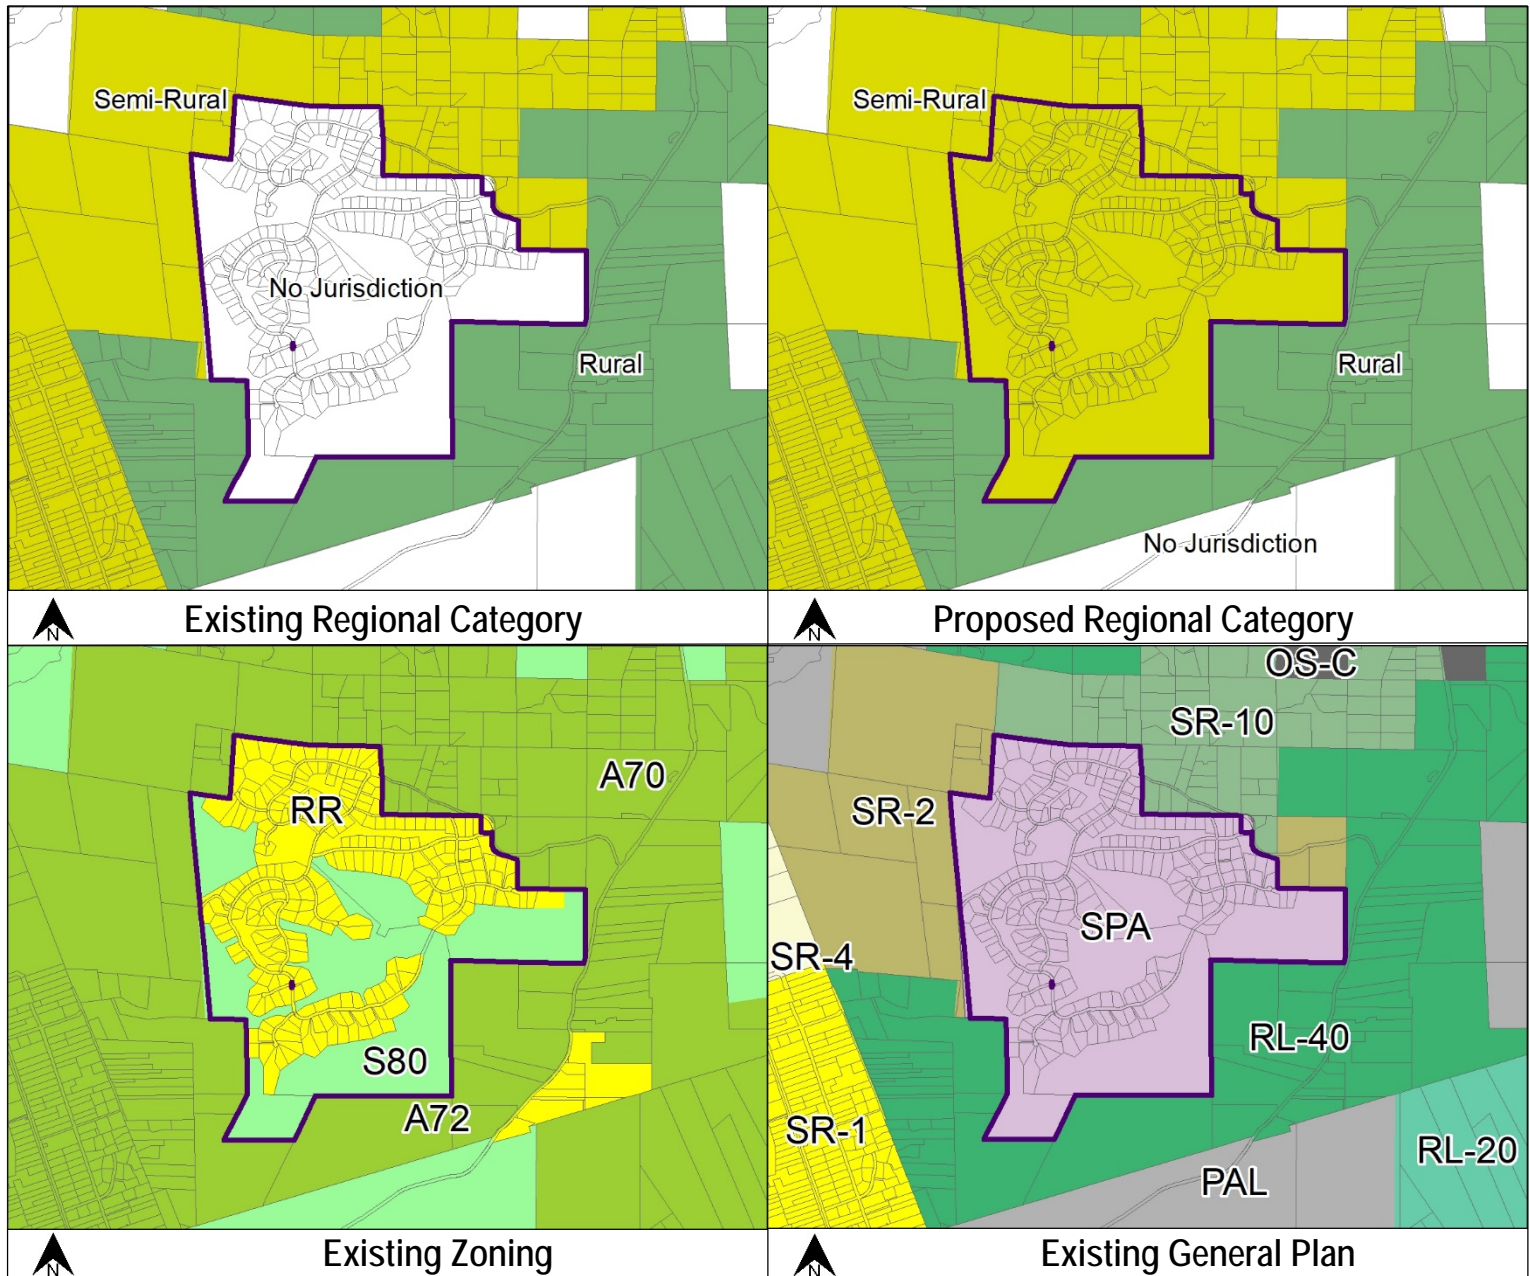 Semi-Rural
No Jurisdiction
Rural
N
Existing Regional Category
Semi-Rural
Rural
No Jurisdiction
N
Proposed Regional Category
A70
RR
S80
A72
N
Existing Zoning
OS-C
SR-10
SR-2
SPA
SR-4
RL-40
SR-1
RL-20
PAL
N
Existing General Plan